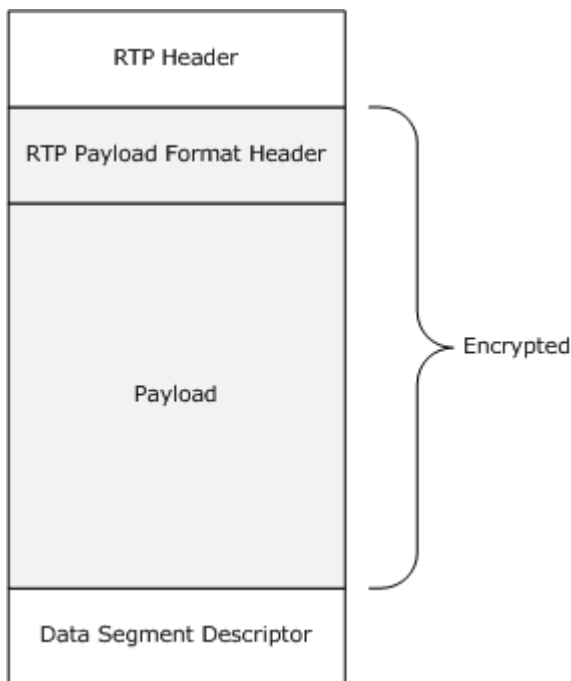 RTP Header
RTP Payload Format Header
Payload
Encrypted
Data Segment Descriptor